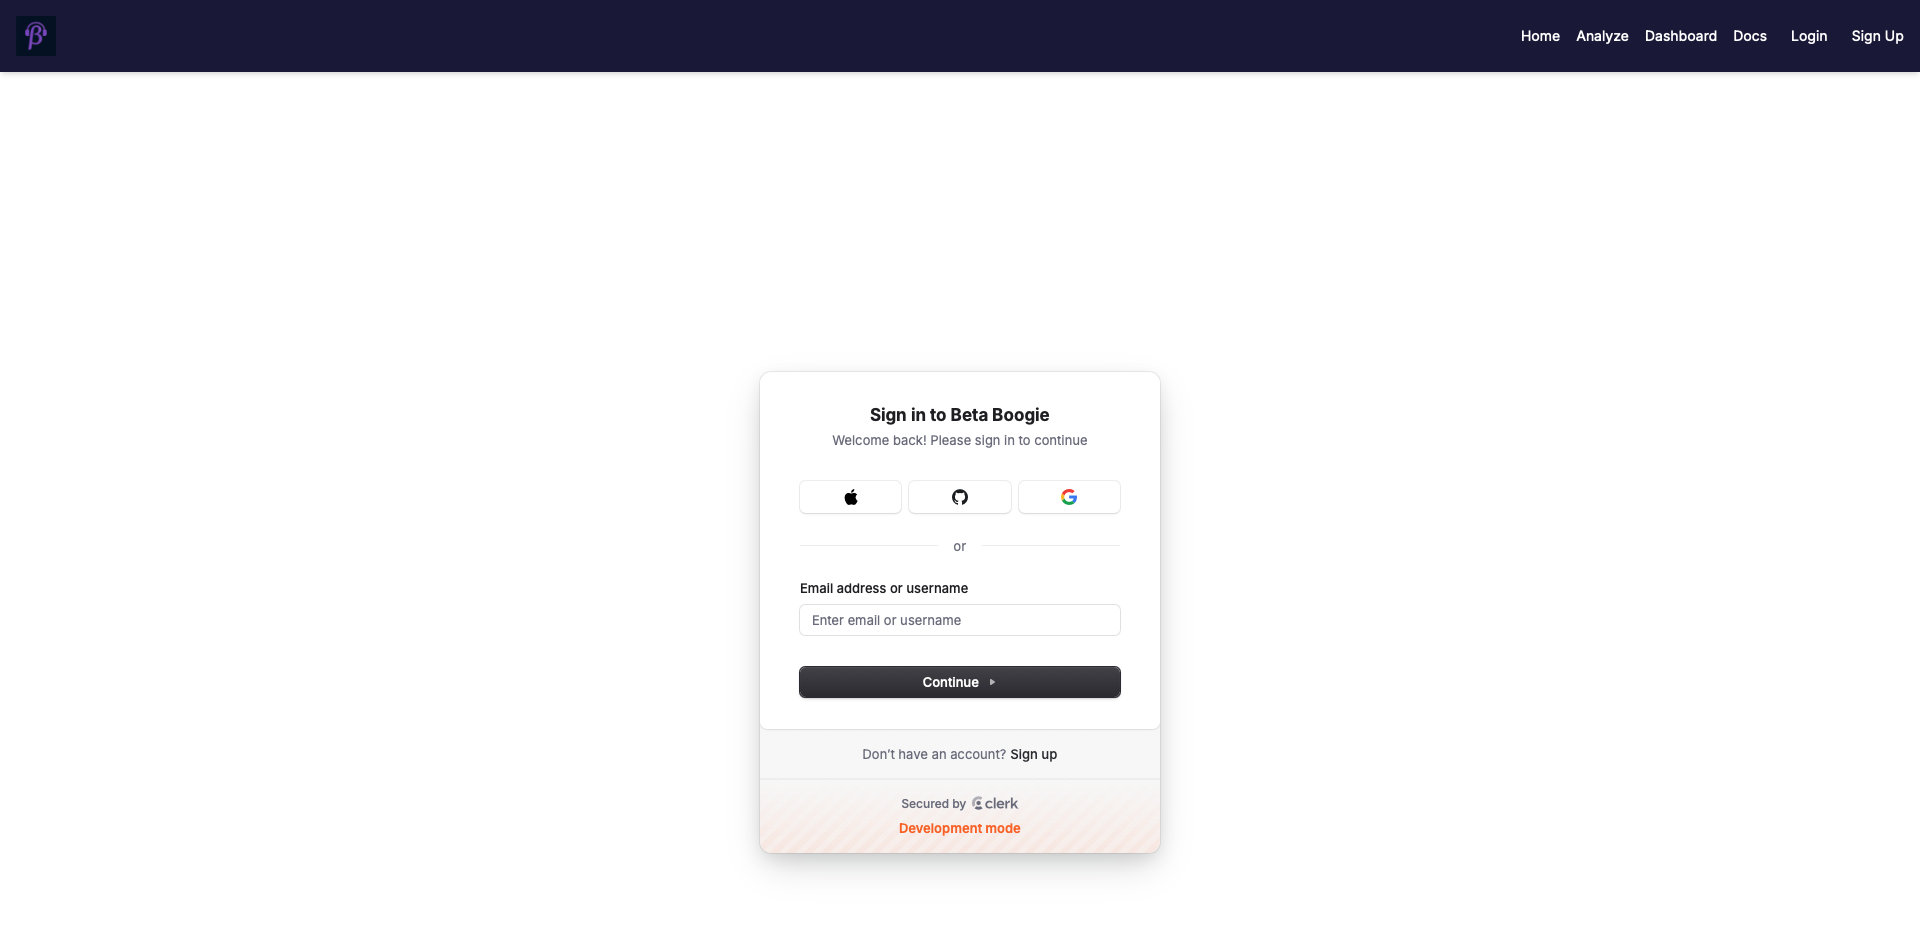 β
Home Analyze Dashboard Docs Login Sign Up
Sign in to Beta Boogie
Welcome back! Please sign in to continue
or
Email address or username
Enter email or username
Continue
Don’t have an account? Sign up
Secured by clerk
Development mode